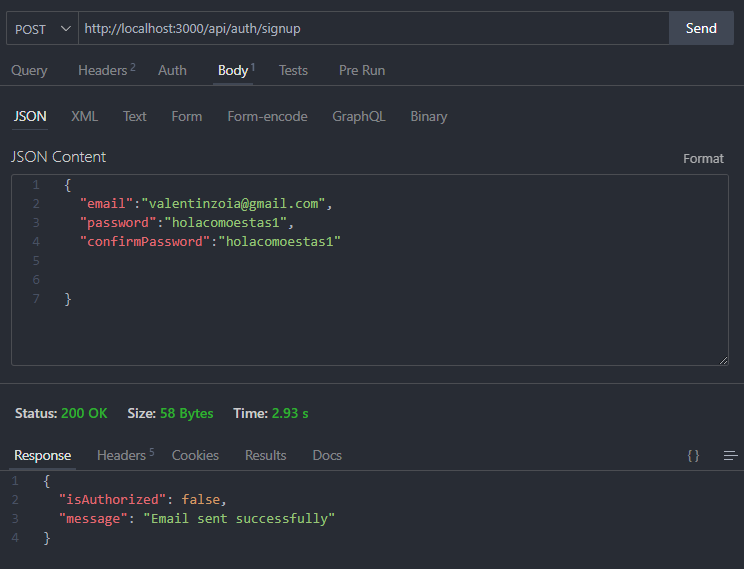 POST http://localhost:3000/api/auth/signup Send
Query Headers 2 Auth Body 1 Tests Pre Run
JSON XML Text Form Form-encode GraphQL Binary
JSON Content Format
1 {
2 "email":"valentinzoia@gmail.com",
3 "password":"holacomoestas1",
4 "confirmPassword":"holacomoestas1"
5
6
7 }
Status: 200 OK Size: 58 Bytes Time: 2.93 s
Response Headers 5 Cookies Results Docs { }
1 {
2 "isAuthorized": false,
3 "message": "Email sent successfully"
4 }